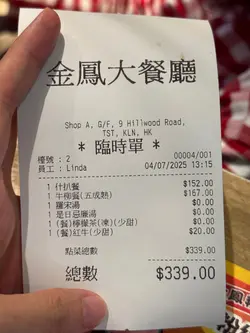 金鳳大餐廳
Shop A, G/F, 9 Hillwood Road,
TST, KLN, HK
* 臨時單 *
檯號 : 2 00004/001
員工 : Linda 04/07/2025 13:15
1 什扒餐 $152.00
1 牛柳餐(五成熟) $167.00
1 羅宋湯 $0.00
1 是日忌廉湯 $0.00
1 (餐)檸檬茶(凍)(少甜) $0.00
1 (餐)紅牛(少甜) $20.00
點菜總數 $339.00
總數 $339.00